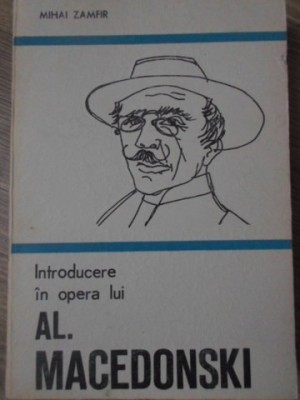 MIHAI ZAMFIR
Introducere
în opera lui
AL.
MACEDONSKI